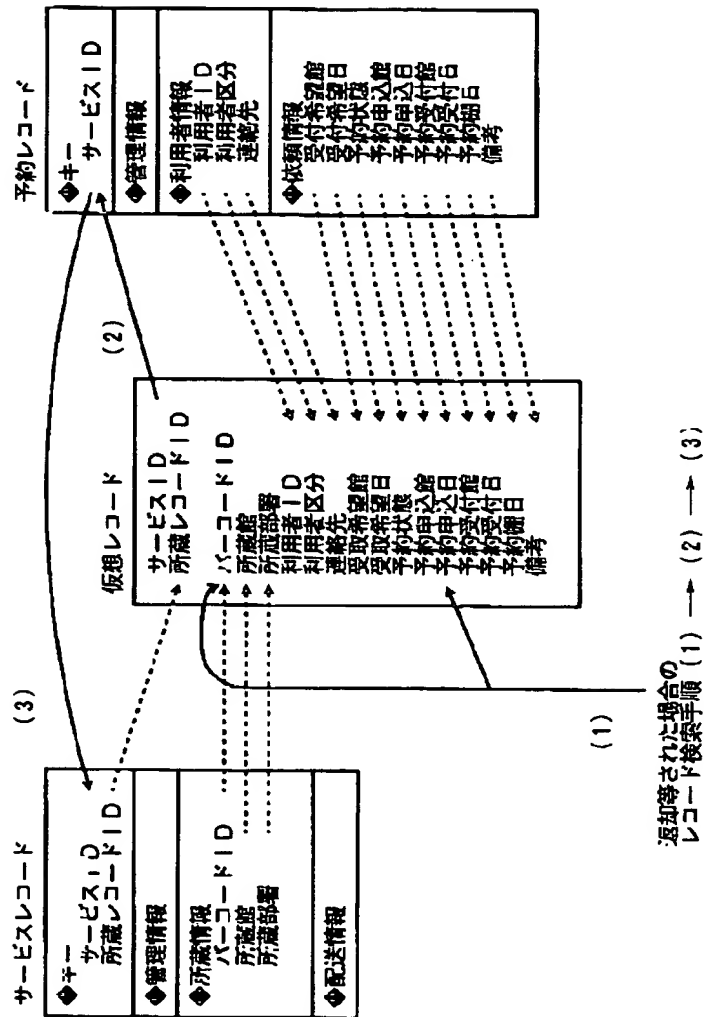 サービスレコード
◆キー
サービスID
所蔵レコードID
◆管理情報
◆所蔵情報
バーコードID
所蔵館
所蔵部署
◆配送情報
(3)
仮想レコード
サービスID
所蔵レコードID
バーコードID
所蔵館
所蔵部署
利用者ID
利用者区分
連絡先
受取希望館
受取希望日
予約状態
予約申込館
予約申込日
予約受付館
予約受付日
予約棚日
備考
(2)
予約レコード
◆キー
サービスID
◆管理情報
◆利用者情報
利用者ID
利用者区分
連絡先
◆依頼情報
受付希望館
受付希望日
予約状態
予約申込館
予約申込日
予約受付館
予約受付日
予約棚日
備考
(1)
返却等された場合の
レコード検索手順 (1) → (2) → (3)